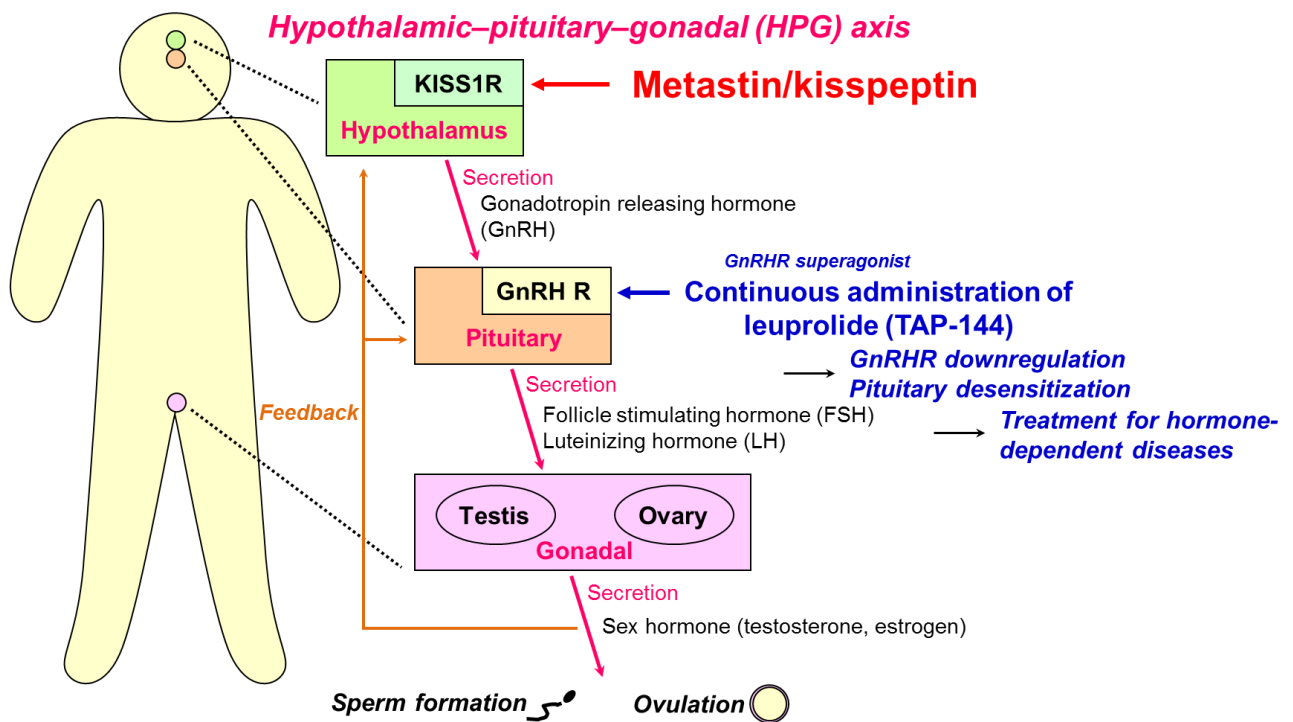 Hypothalamic–pituitary–gonadal (HPG) axis
KISS1R
Metastin/kisspeptin
Hypothalamus
Secretion
Gonadotropin releasing hormone
(GnRH)
GnRHR superagonist
GnRH R
Continuous administration of
leuprolide (TAP-144)
Pituitary
GnRHR downregulation
Pituitary desensitization
Secretion
Feedback
Follicle stimulating hormone (FSH)
Luteinizing hormone (LH)
Treatment for hormone-
dependent diseases
Testis
Ovary
Gonadal
Secretion
Sex hormone (testosterone, estrogen)
Sperm formation
Ovulation